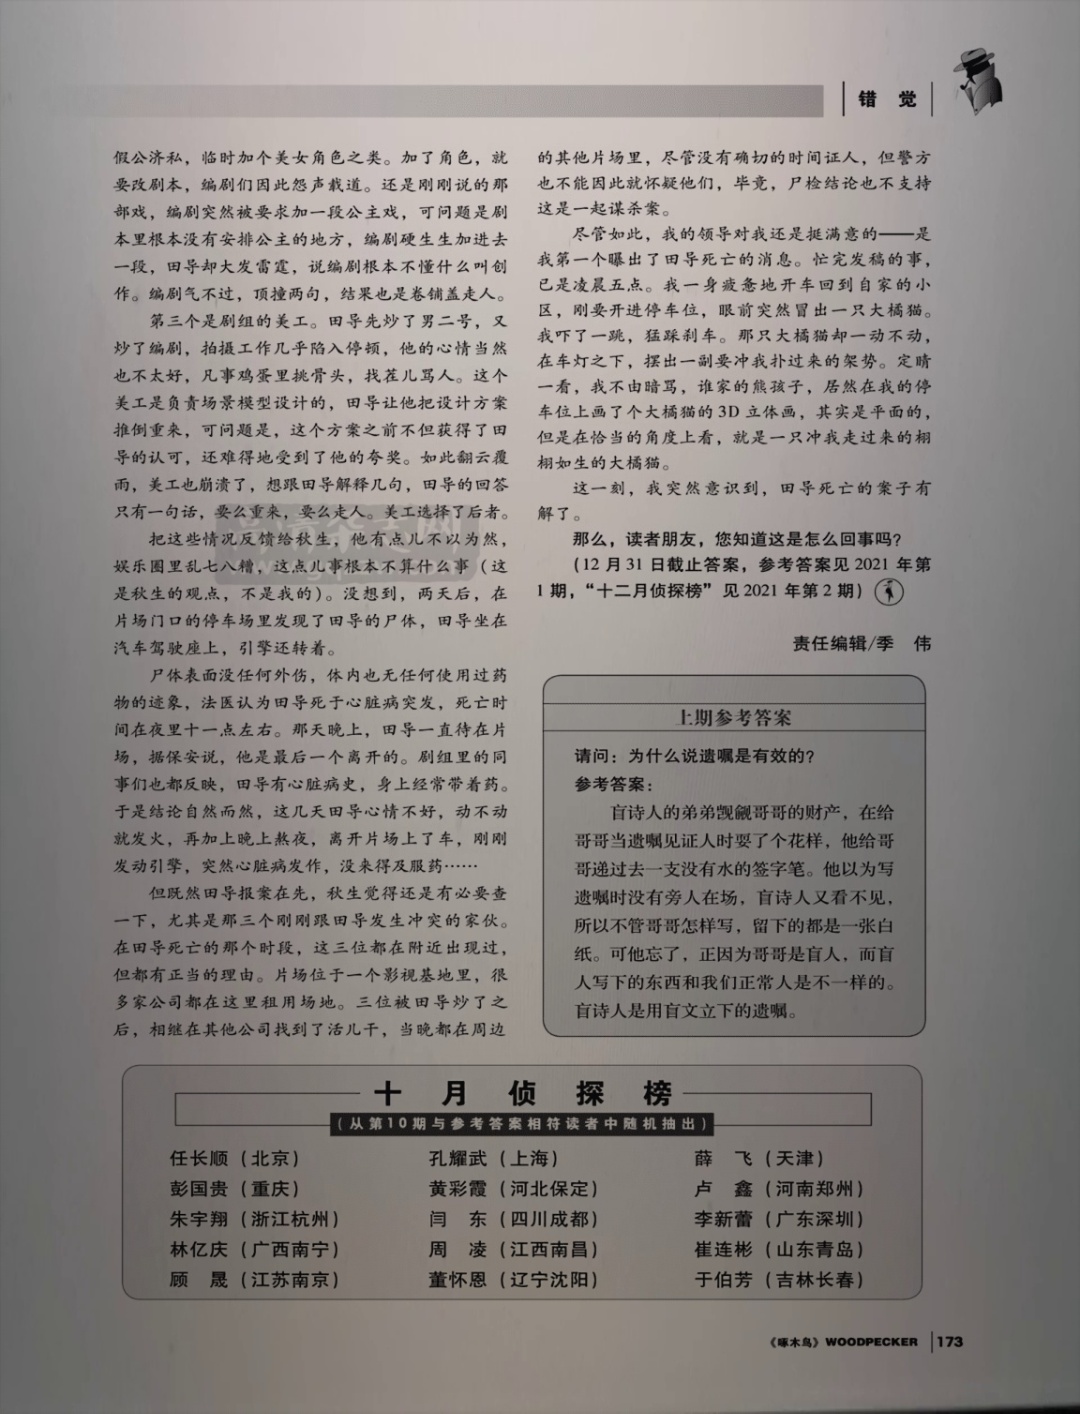 错 觉
假公济私，临时加个美女角色之类。加了角色，就
要改剧本，编剧们因此怨声载道。还是刚刚说的那
部戏，编剧突然被要求加一段公主戏，可问题是剧
本里根本没有安排公主的地方，编剧硬生生加进去
一段，田导却大发雷霆，说编剧根本不懂什么叫创
作。编剧气不过，顶撞两句，结果也是卷铺盖走人。
第三个是剧组的美工。田导先炒了男二号，又
炒了编剧，拍摄工作几乎陷入停顿，他的心情当然
也不太好，凡事鸡蛋里挑骨头，找茬儿骂人。这个
美工是负责场景模型设计的，田导让他把设计方案
推倒重来，可问题是，这个方案之前不但获得了田
导的认可，还难得地受到了他的夸奖。如此翻云覆
雨，美工也崩溃了，想跟田导解释几句，田导的回答
只有一句话，要么重来，要么走人。美工选择了后者。
把这些情况反馈给秋生，他有点儿不以为然，
娱乐圈里乱七八糟，这点儿事根本不算什么事（这
是秋生的观点，不是我的）。没想到，两天后，在
片场门口的停车场里发现了田导的尸体，田导坐在
汽车驾驶座上，引擎还转着。
尸体表面没任何外伤，体内也无任何使用过药
物的迹象，法医认为田导死于心脏病突发，死亡时
间在夜里十一点左右。那天晚上，田导一直待在片
场，据保安说，他是最后一个离开的。剧组里的同
事们也都反映，田导有心脏病史，身上经常带着药。
于是结论自然而然，这几天田导心情不好，动不动
就发火，再加上晚上熬夜，离开片场上了车，刚刚
发动引擎，突然心脏病发作，没来得及服药……
但既然田导报案在先，秋生觉得还是有必要查
一下，尤其是那三个刚刚跟田导发生冲突的家伙。
在田导死亡的那个时段，这三位都在附近出现过，
但都有正当的理由。片场位于一个影视基地里，很
多家公司都在这里租用场地。三位被田导炒了之
后，相继在其他公司找到了活儿干，当晚都在周边
的其他片场里，尽管没有确切的时间证人，但警方
也不能因此就怀疑他们，毕竟，尸检结论也不支持
这是一起谋杀案。
尽管如此，我的领导对我还是挺满意的——是
我第一个曝出了田导死亡的消息。忙完发稿的事，
已是凌晨五点。我一身疲惫地开车回到自家的小
区，刚要开进停车位，眼前突然冒出一只大橘猫。
我吓了一跳，猛踩刹车。那只大橘猫却一动不动，
在车灯之下，摆出一副要冲我扑过来的架势。定睛
一看，我不由暗骂，谁家的熊孩子，居然在我的停
车位上画了个大橘猫的3D立体画，其实是平面的，
但是在恰当的角度上看，就是一只冲我走过来的栩
栩如生的大橘猫。
这一刻，我突然意识到，田导死亡的案子有
解了。
那么，读者朋友，您知道这是怎么回事吗？
（12月31日截止答案，参考答案见2021年第
1期，“十二月侦探榜”见2021年第2期）
责任编辑/季 伟
上期参考答案
请问：为什么说遗嘱是有效的？
参考答案：
盲诗人的弟弟觊觎哥哥的财产，在给
哥哥当遗嘱见证人时耍了个花样，他给哥
哥递过去一支没有水的签字笔。他以为写
遗嘱时没有旁人在场，盲诗人又看不见，
所以不管哥哥怎样写，留下的都是一张白
纸。可他忘了，正因为哥哥是盲人，而盲
人写下的东西和我们正常人是不一样的。
盲诗人是用盲文立下的遗嘱。
十月侦探榜
（从第10期与参考答案相符读者中随机抽出）
任长顺（北京） 孔耀武（上海） 薛 飞（天津）
彭国贵（重庆） 黄彩霞（河北保定） 卢 鑫（河南郑州）
朱宇翔（浙江杭州） 闫 东（四川成都） 李新蕾（广东深圳）
林亿庆（广西南宁） 周 凌（江西南昌） 崔连彬（山东青岛）
顾 晟（江苏南京） 董怀恩（辽宁沈阳） 于伯芳（吉林长春）
《啄木鸟》WOODPECKER 173